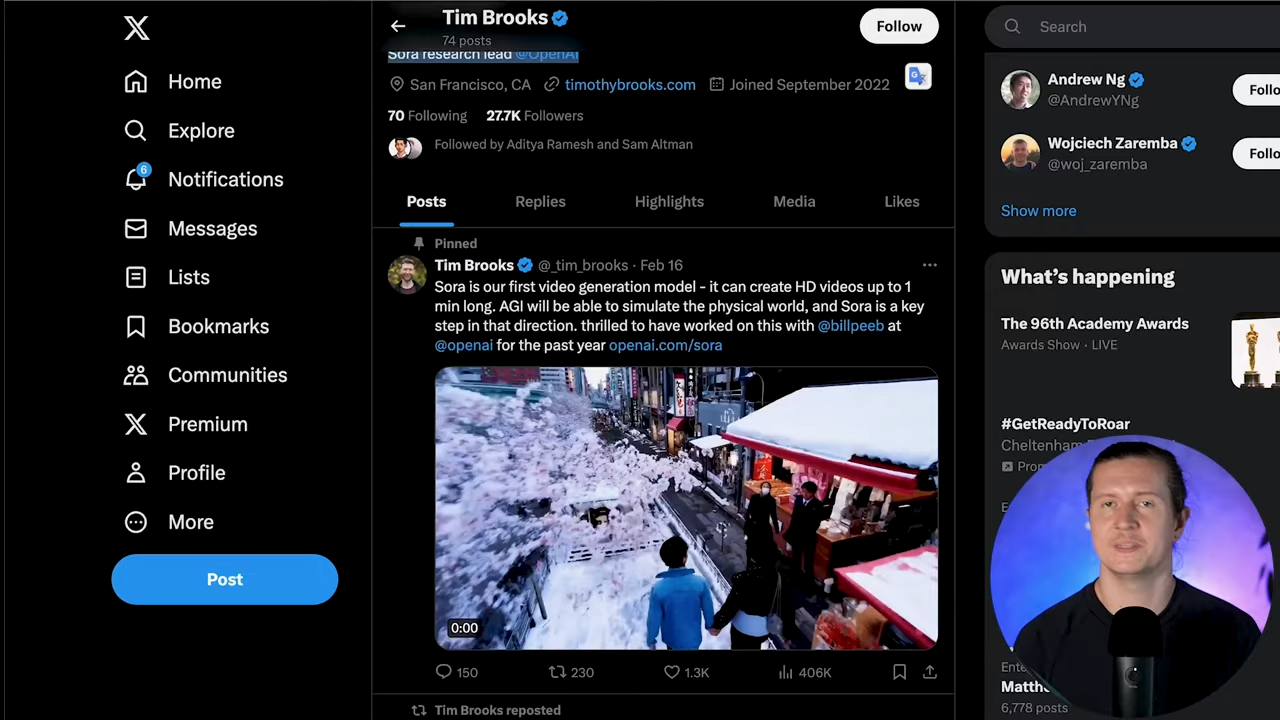 Home
Explore
6
Notifications
Messages
Lists
Bookmarks
Communities
Premium
Profile
More
Post
Tim Brooks
74 posts
Follow
Sora research lead @OpenAI
San Francisco, CA timothybrooks.com Joined September 2022
70 Following 27.7K Followers
Followed by Aditya Ramesh and Sam Altman
Posts Replies Highlights Media Likes
Pinned
Tim Brooks @_tim_brooks · Feb 16
Sora is our first video generation model - it can create HD videos up to 1
min long. AGI will be able to simulate the physical world, and Sora is a key
step in that direction. thrilled to have worked on this with @billpeeb at
@openai for the past year openai.com/sora
0:00
150 230 1.3K 406K
Tim Brooks reposted
Search
Andrew Ng
@AndrewYNg
Follo
Wojciech Zaremba
@woj_zaremba
Follo
Show more
What's happening
The 96th Academy Awards
Awards Show · LIVE
#GetReadyToRoar
Cheltenham
Prom
Ente
Matthe
6,778 posts